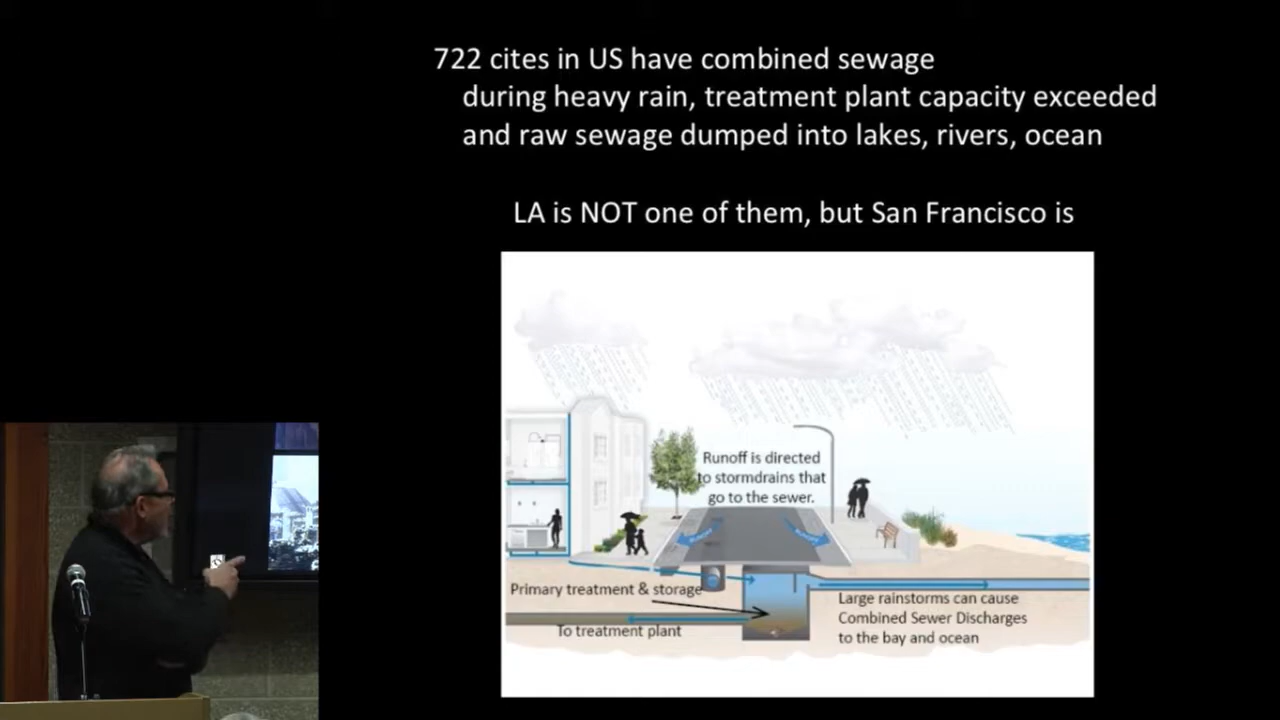 722 cites in US have combined sewage
during heavy rain, treatment plant capacity exceeded
and raw sewage dumped into lakes, rivers, ocean
LA is NOT one of them, but San Francisco is
Runoff is directed
to stormdrains that
go to the sewer.
Primary treatment & storage
To treatment plant
Large rainstorms can cause
Combined Sewer Discharges
to the bay and ocean